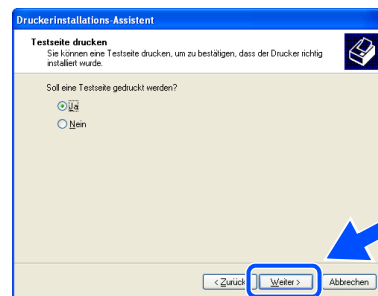 Druckerinstallations-Assistent
Testseite drucken
Sie können eine Testseite drucken, um zu bestätigen, dass der Drucker richtig
installiert wurde.
Soll eine Testseite gedruckt werden?
Ja
Nein
< Zurück Weiter > Abbrechen